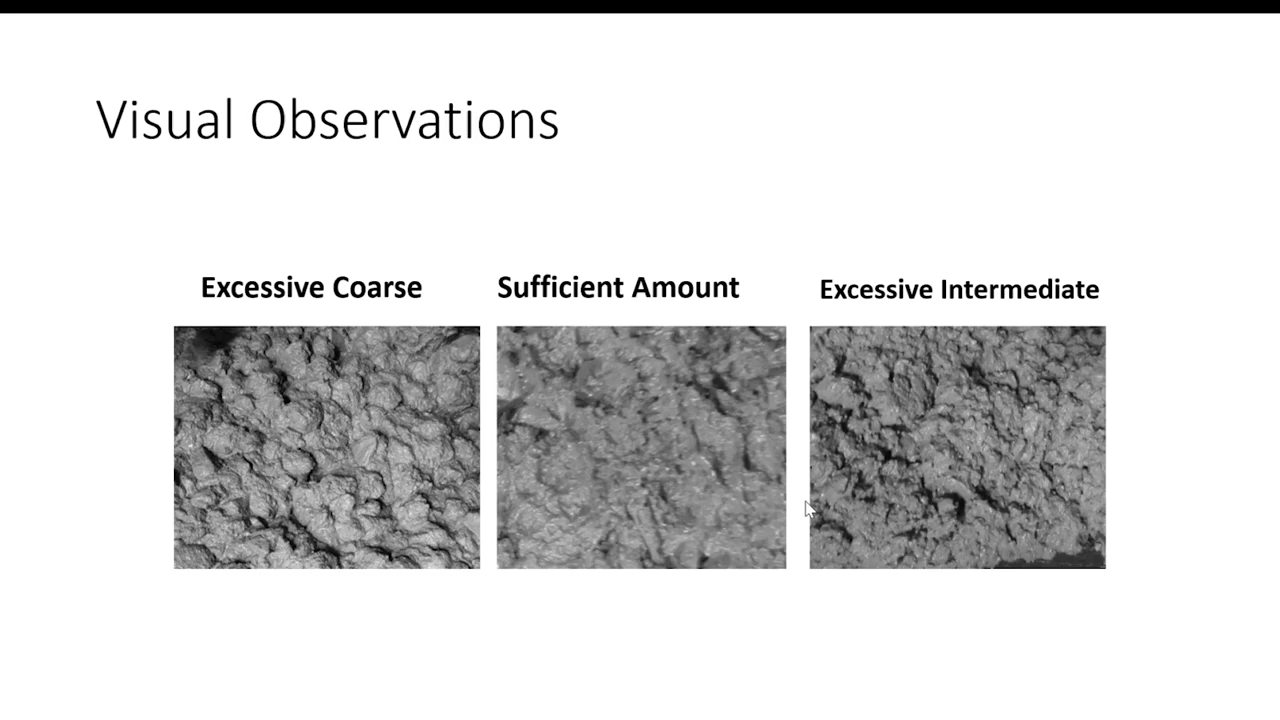 Visual Observations
Excessive Coarse
Sufficient Amount
Excessive Intermediate